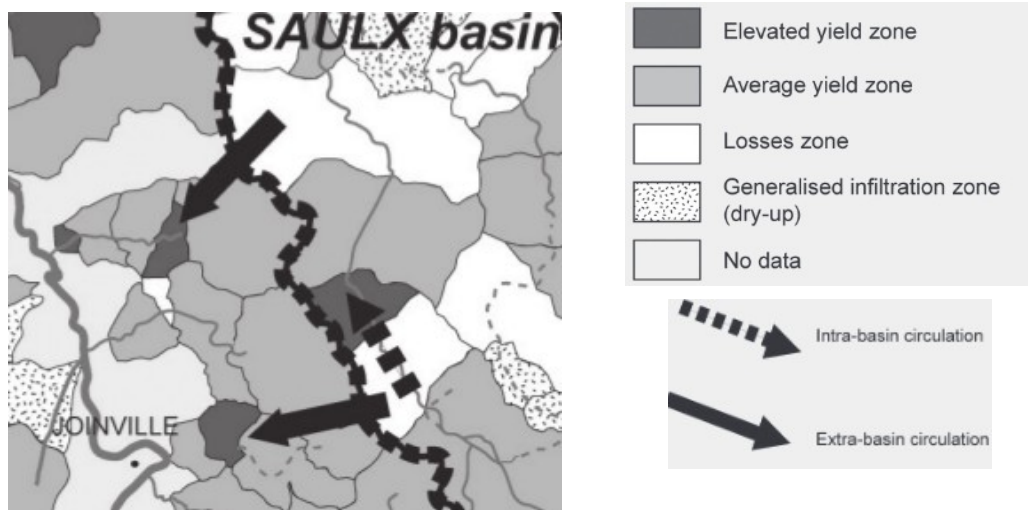 SAULX basin
JOINVILLE
Elevated yield zone
Average yield zone
Losses zone
Generalised infiltration zone
(dry-up)
No data
Intra-basin circulation
Extra-basin circulation